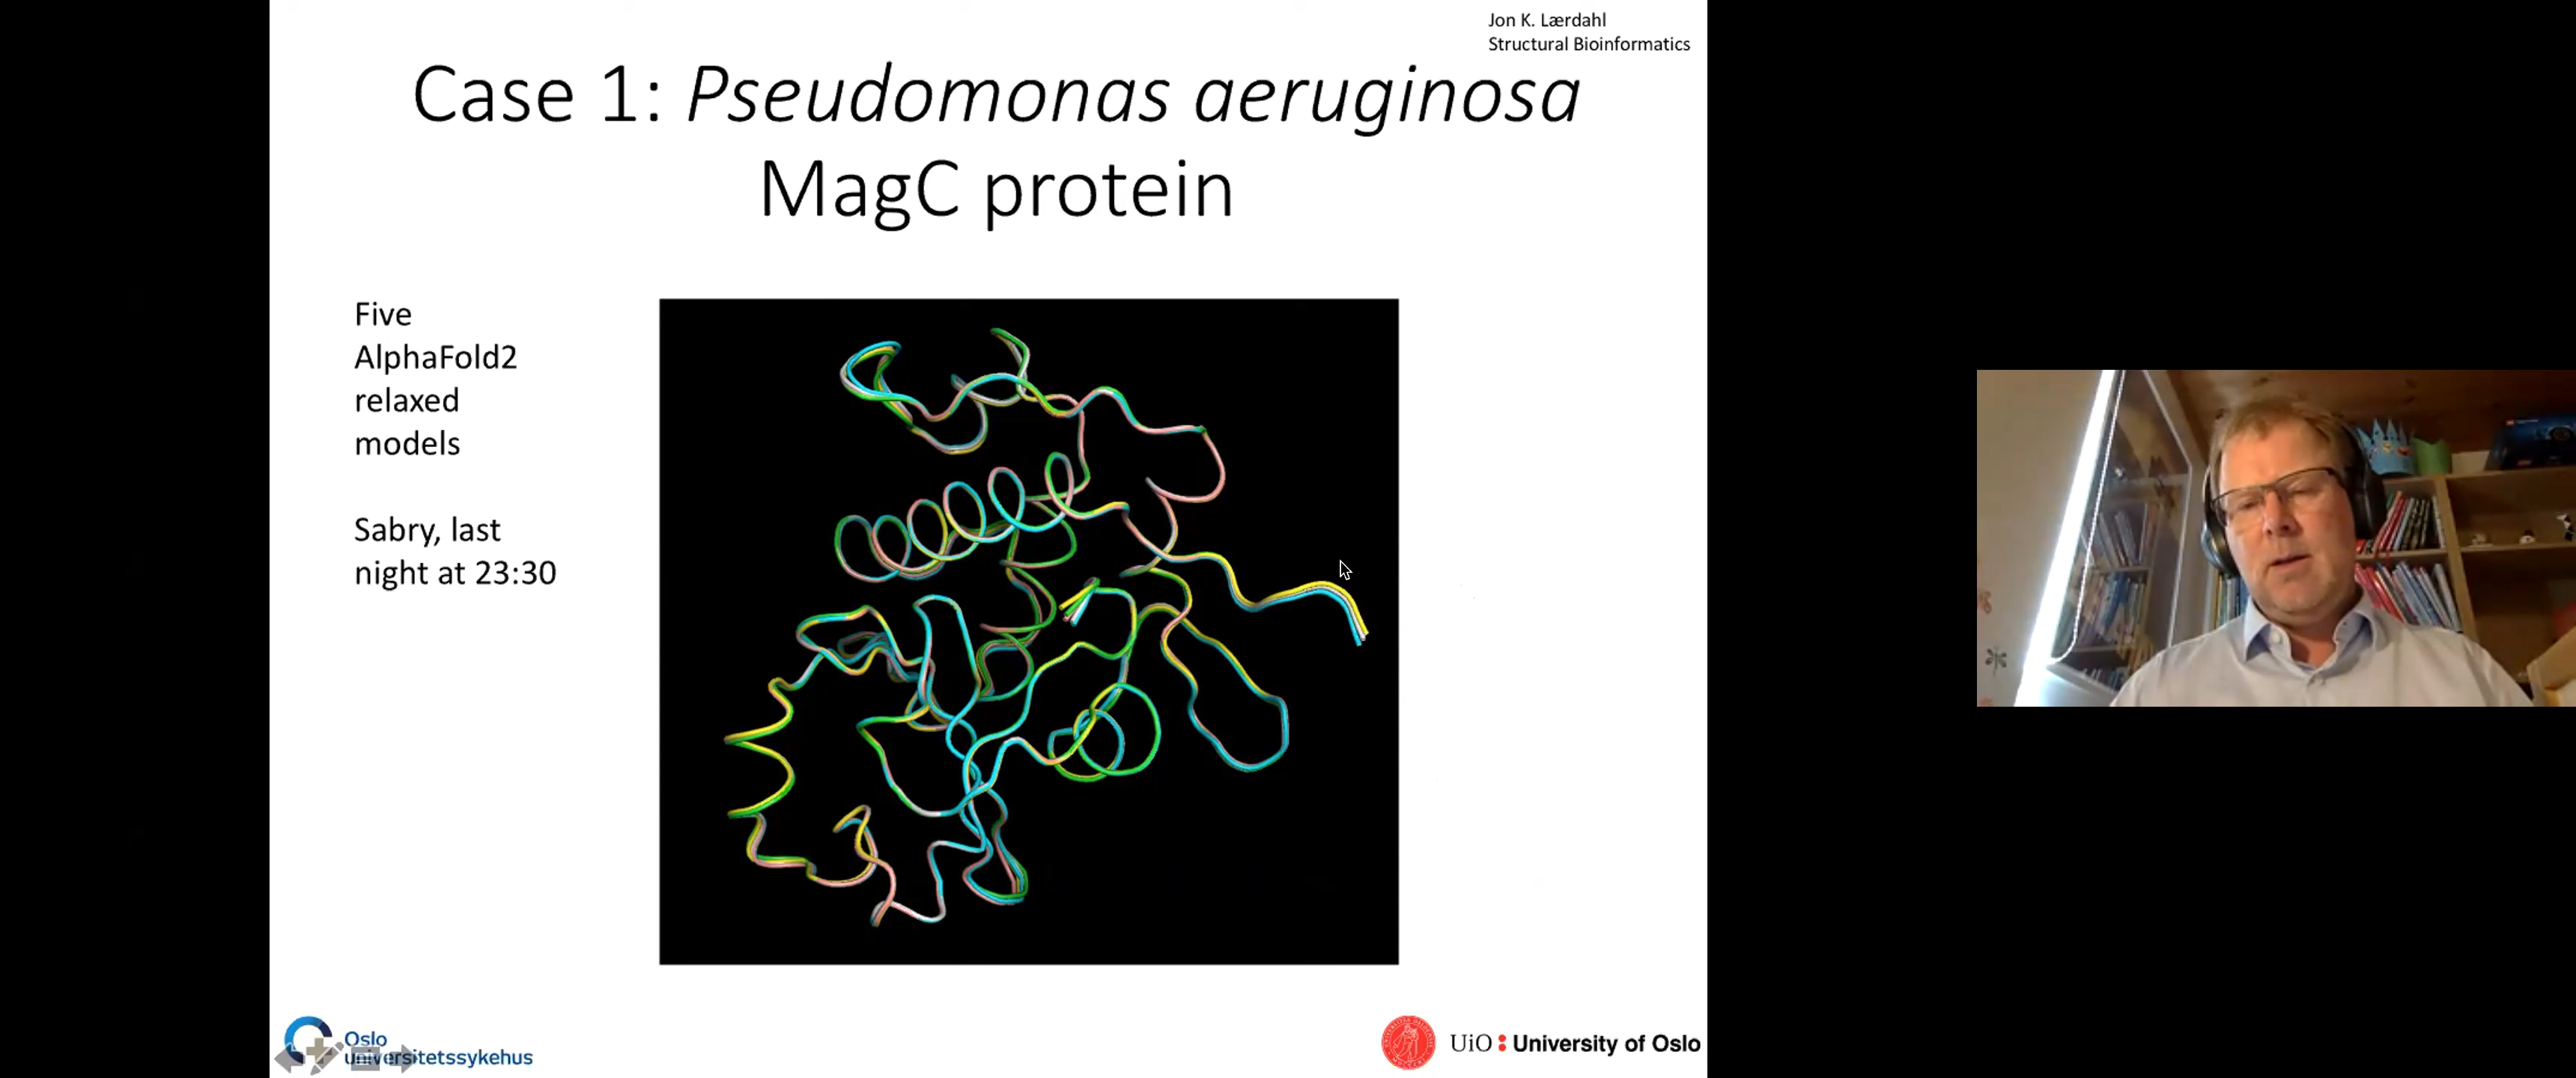 Jon K. Lærdahl
Structural Bioinformatics
Case 1: Pseudomonas aeruginosa
MagC protein
Five
AlphaFold2
relaxed
models
Sabry, last
night at 23:30
Oslo
universitetssykehus
UiO : University of Oslo